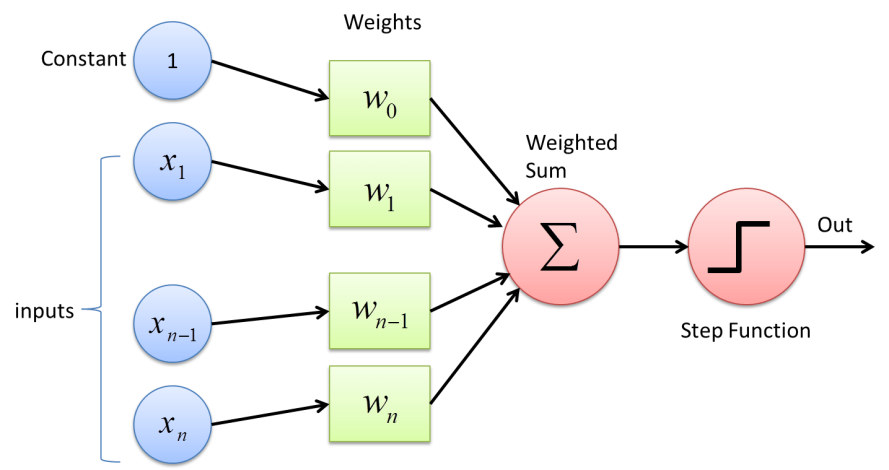 Weights
Constant
1
w₀
x₁
w₁
Weighted
Sum
Σ
Out
inputs
xₙ₋₁
wₙ₋₁
Step Function
xₙ
wₙ